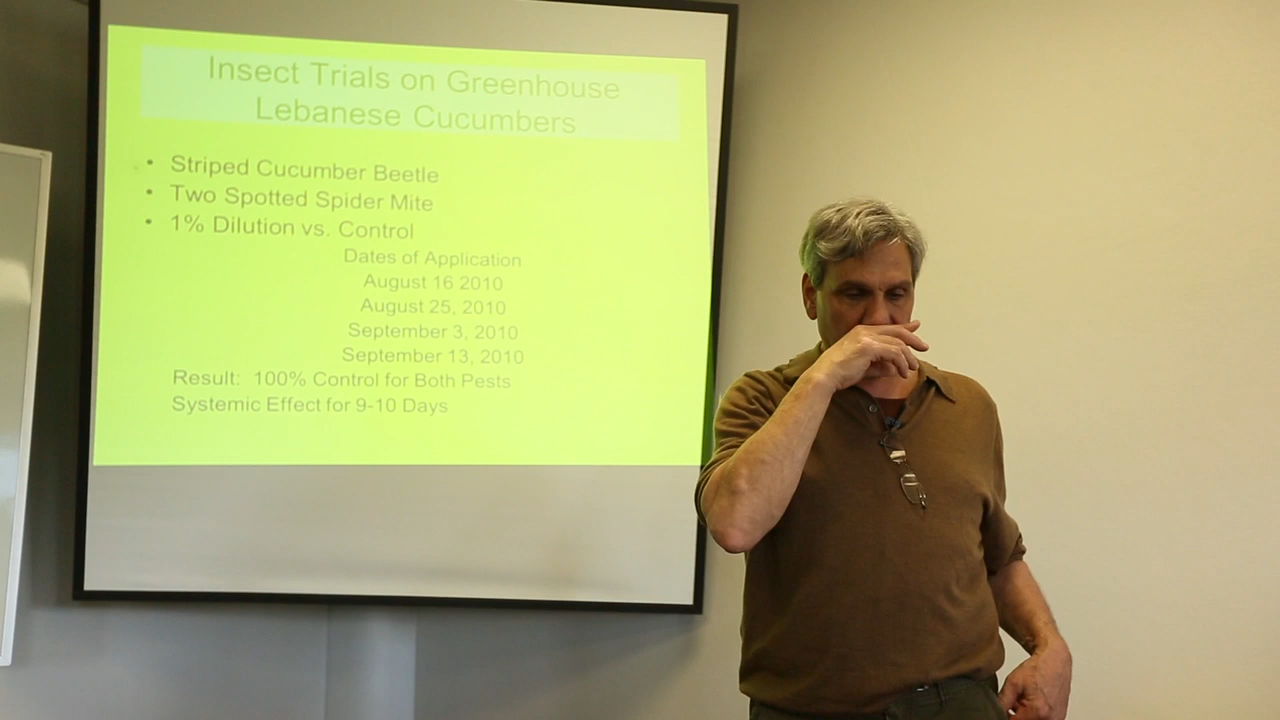 Insect Trials on Greenhouse
Lebanese Cucumbers
• Striped Cucumber Beetle
• Two Spotted Spider Mite
• 1% Dilution vs. Control
Dates of Application
August 16 2010
August 25, 2010
September 3, 2010
September 13, 2010
Result: 100% Control for Both Pests
Systemic Effect for 9-10 Days